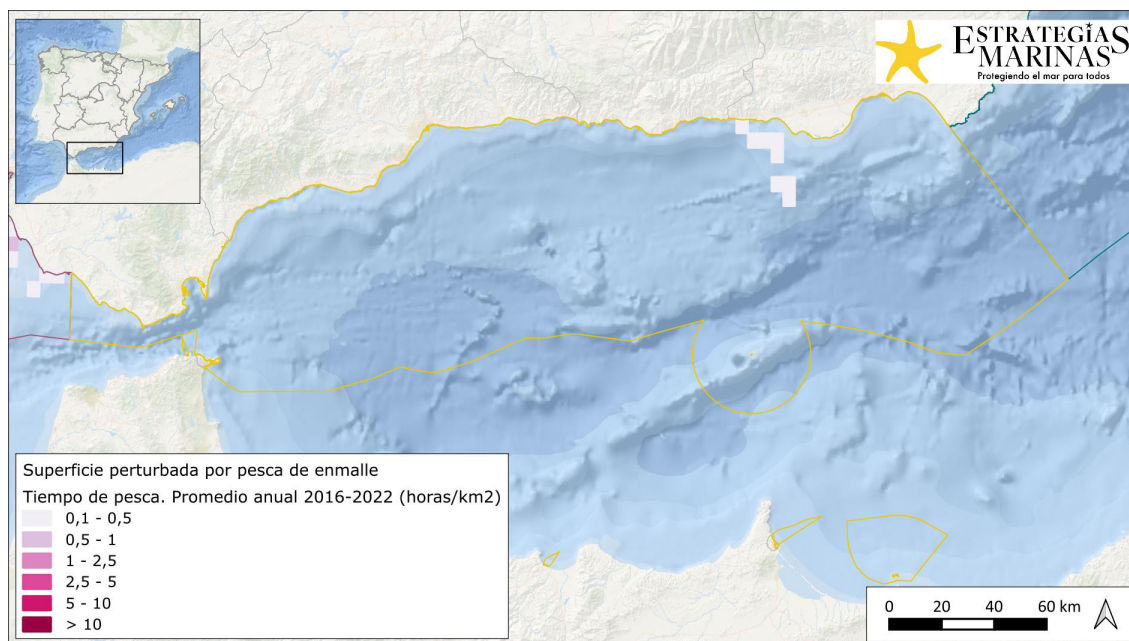 ESTRATEGIAS
MARINAS
Protegiendo el mar para todos
Superficie perturbada por pesca de enmalle
Tiempo de pesca. Promedio anual 2016-2022 (horas/km2)
0,1 - 0,5
0,5 - 1
1 - 2,5
2,5 - 5
5 - 10
> 10
0 20 40 60 km